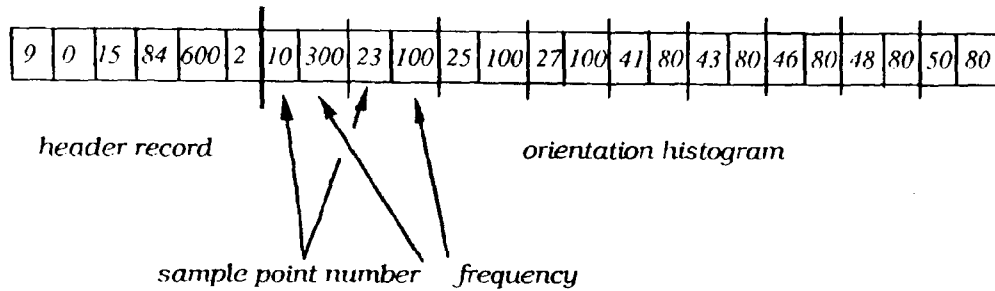 9 0 15 84 600 2 10 300 23 100 25 100 27 100 41 80 43 80 46 80 48 80 50 80
header record orientation histogram
sample point number frequency